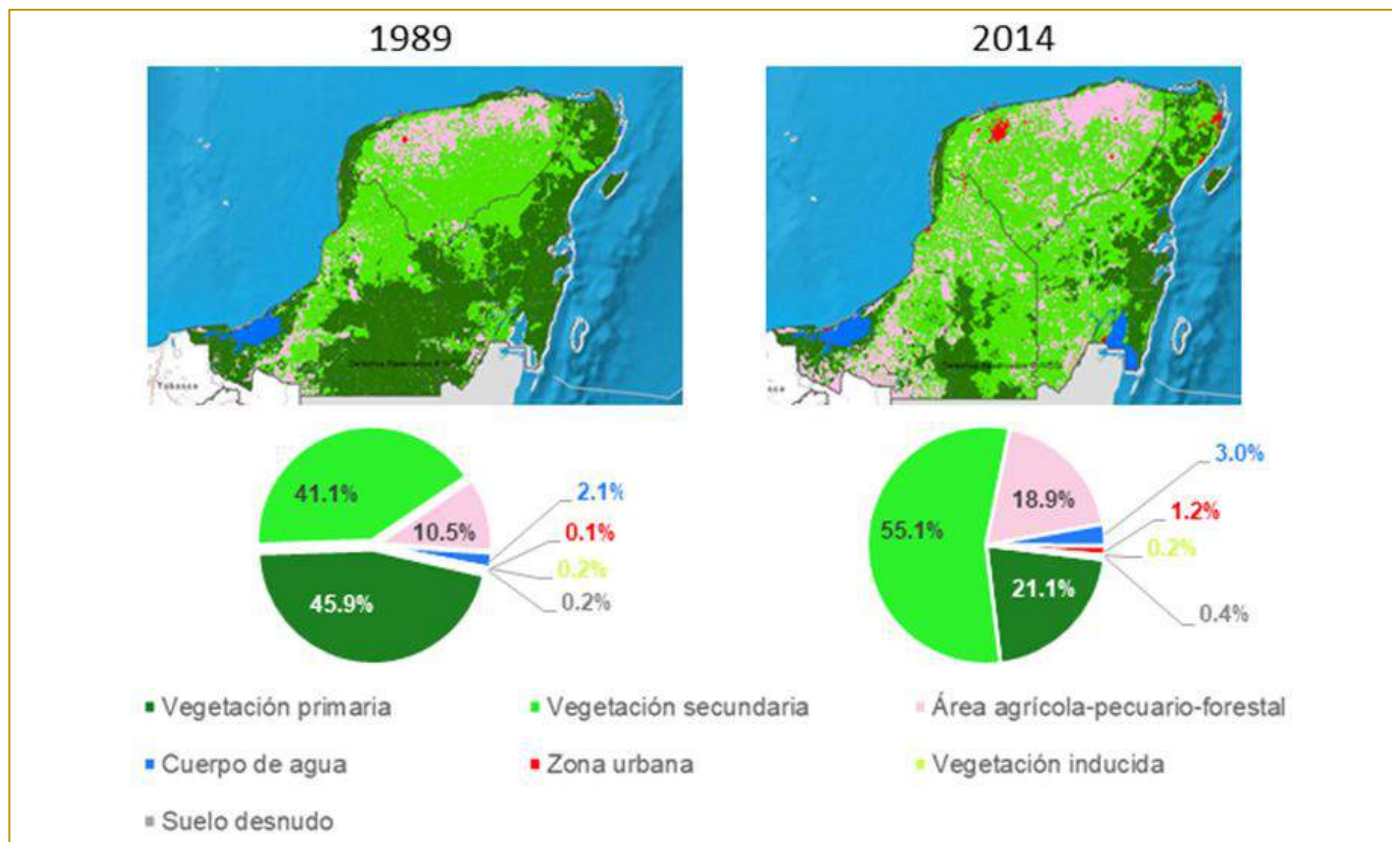 1989
2014
Tabasco
sco
41.1%
10.5%
45.9%
2.1%
0.1%
0.2%
0.2%
55.1%
18.9%
21.1%
3.0%
1.2%
0.2%
0.4%
Vegetación primaria
Vegetación secundaria
Área agrícola-pecuario-forestal
Cuerpo de agua
Zona urbana
Vegetación inducida
Suelo desnudo